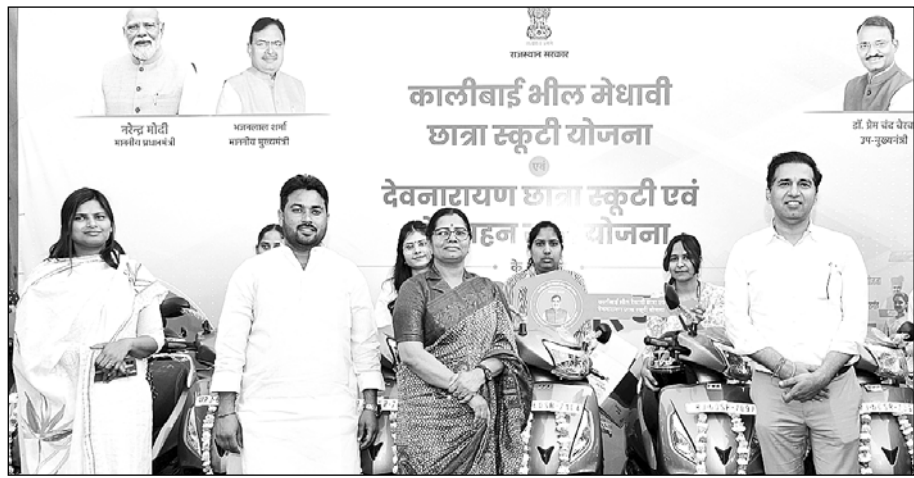 राजस्थान सरकार
नरेन्द्र मोदी
माननीय प्रधानमंत्री
भजनलाल शर्मा
माननीय मुख्यमंत्री
डॉ. प्रेम चंद बैरवा
उप-मुख्यमंत्री
कालीबाई भील मेधावी
छात्रा स्कूटी योजना
एवं
देवनारायण छात्रा स्कूटी एवं
योजना